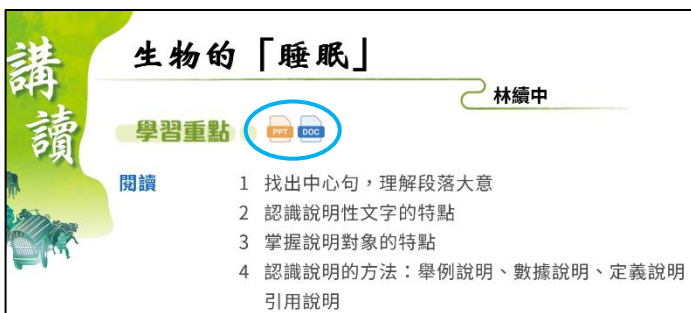 講讀
生物的「睡眠」
林續中
學習重點
PPT DOC
閱讀
1 找出中心句，理解段落大意
2 認識說明性文字的特點
3 掌握說明對象的特點
4 認識說明的方法：舉例說明、數據說明、定義說明
引用說明